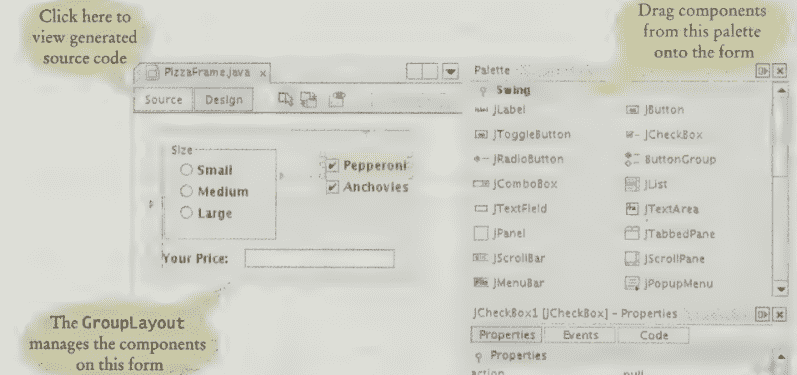 Click here to
view generated
source code
Drag components
from this palette
onto the form
PizzaFrame.java
Source Design
Size
Small
Medium
Large
Pepperoni
Anchovies
Your Price:
The GroupLayout
manages the components
on this form
Palette
Swing
JLabel JButton
JToggleButton JCheckBox
JRadioButton ButtonGroup
JComboBox JList
JTextField JTextArea
JPanel JTabbedPane
JScrollBar JScrollPane
JMenuBar JPopupMenu
JCheckBox1 [JCheckBox] - Properties
Properties Events Code
Properties
action null